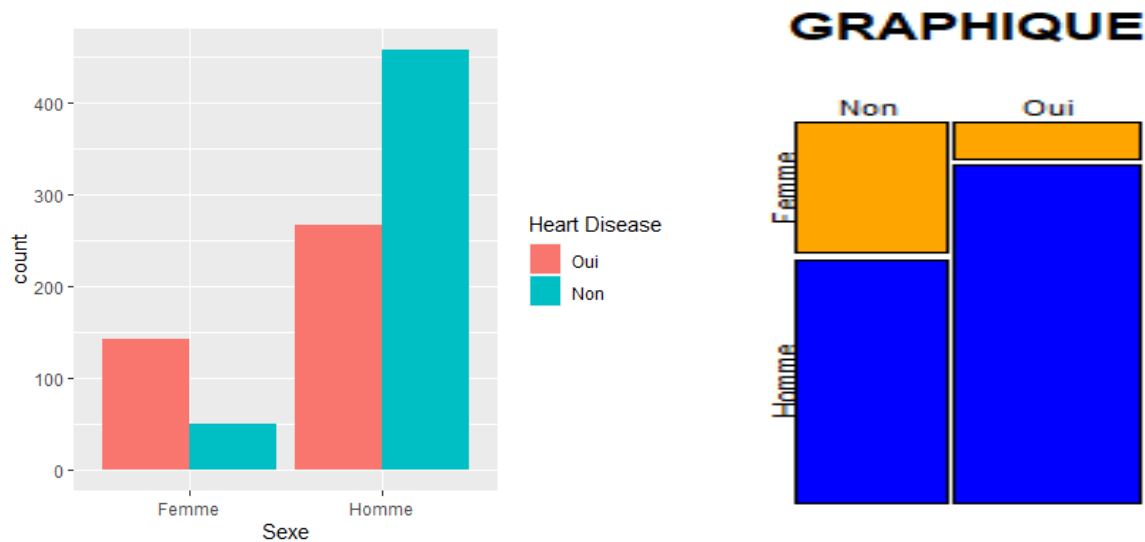 400
300
200
100
0
count
Femme
Homme
Sexe
Heart Disease
Oui
Non
GRAPHIQUE
Non
Oui
Femme
Homme